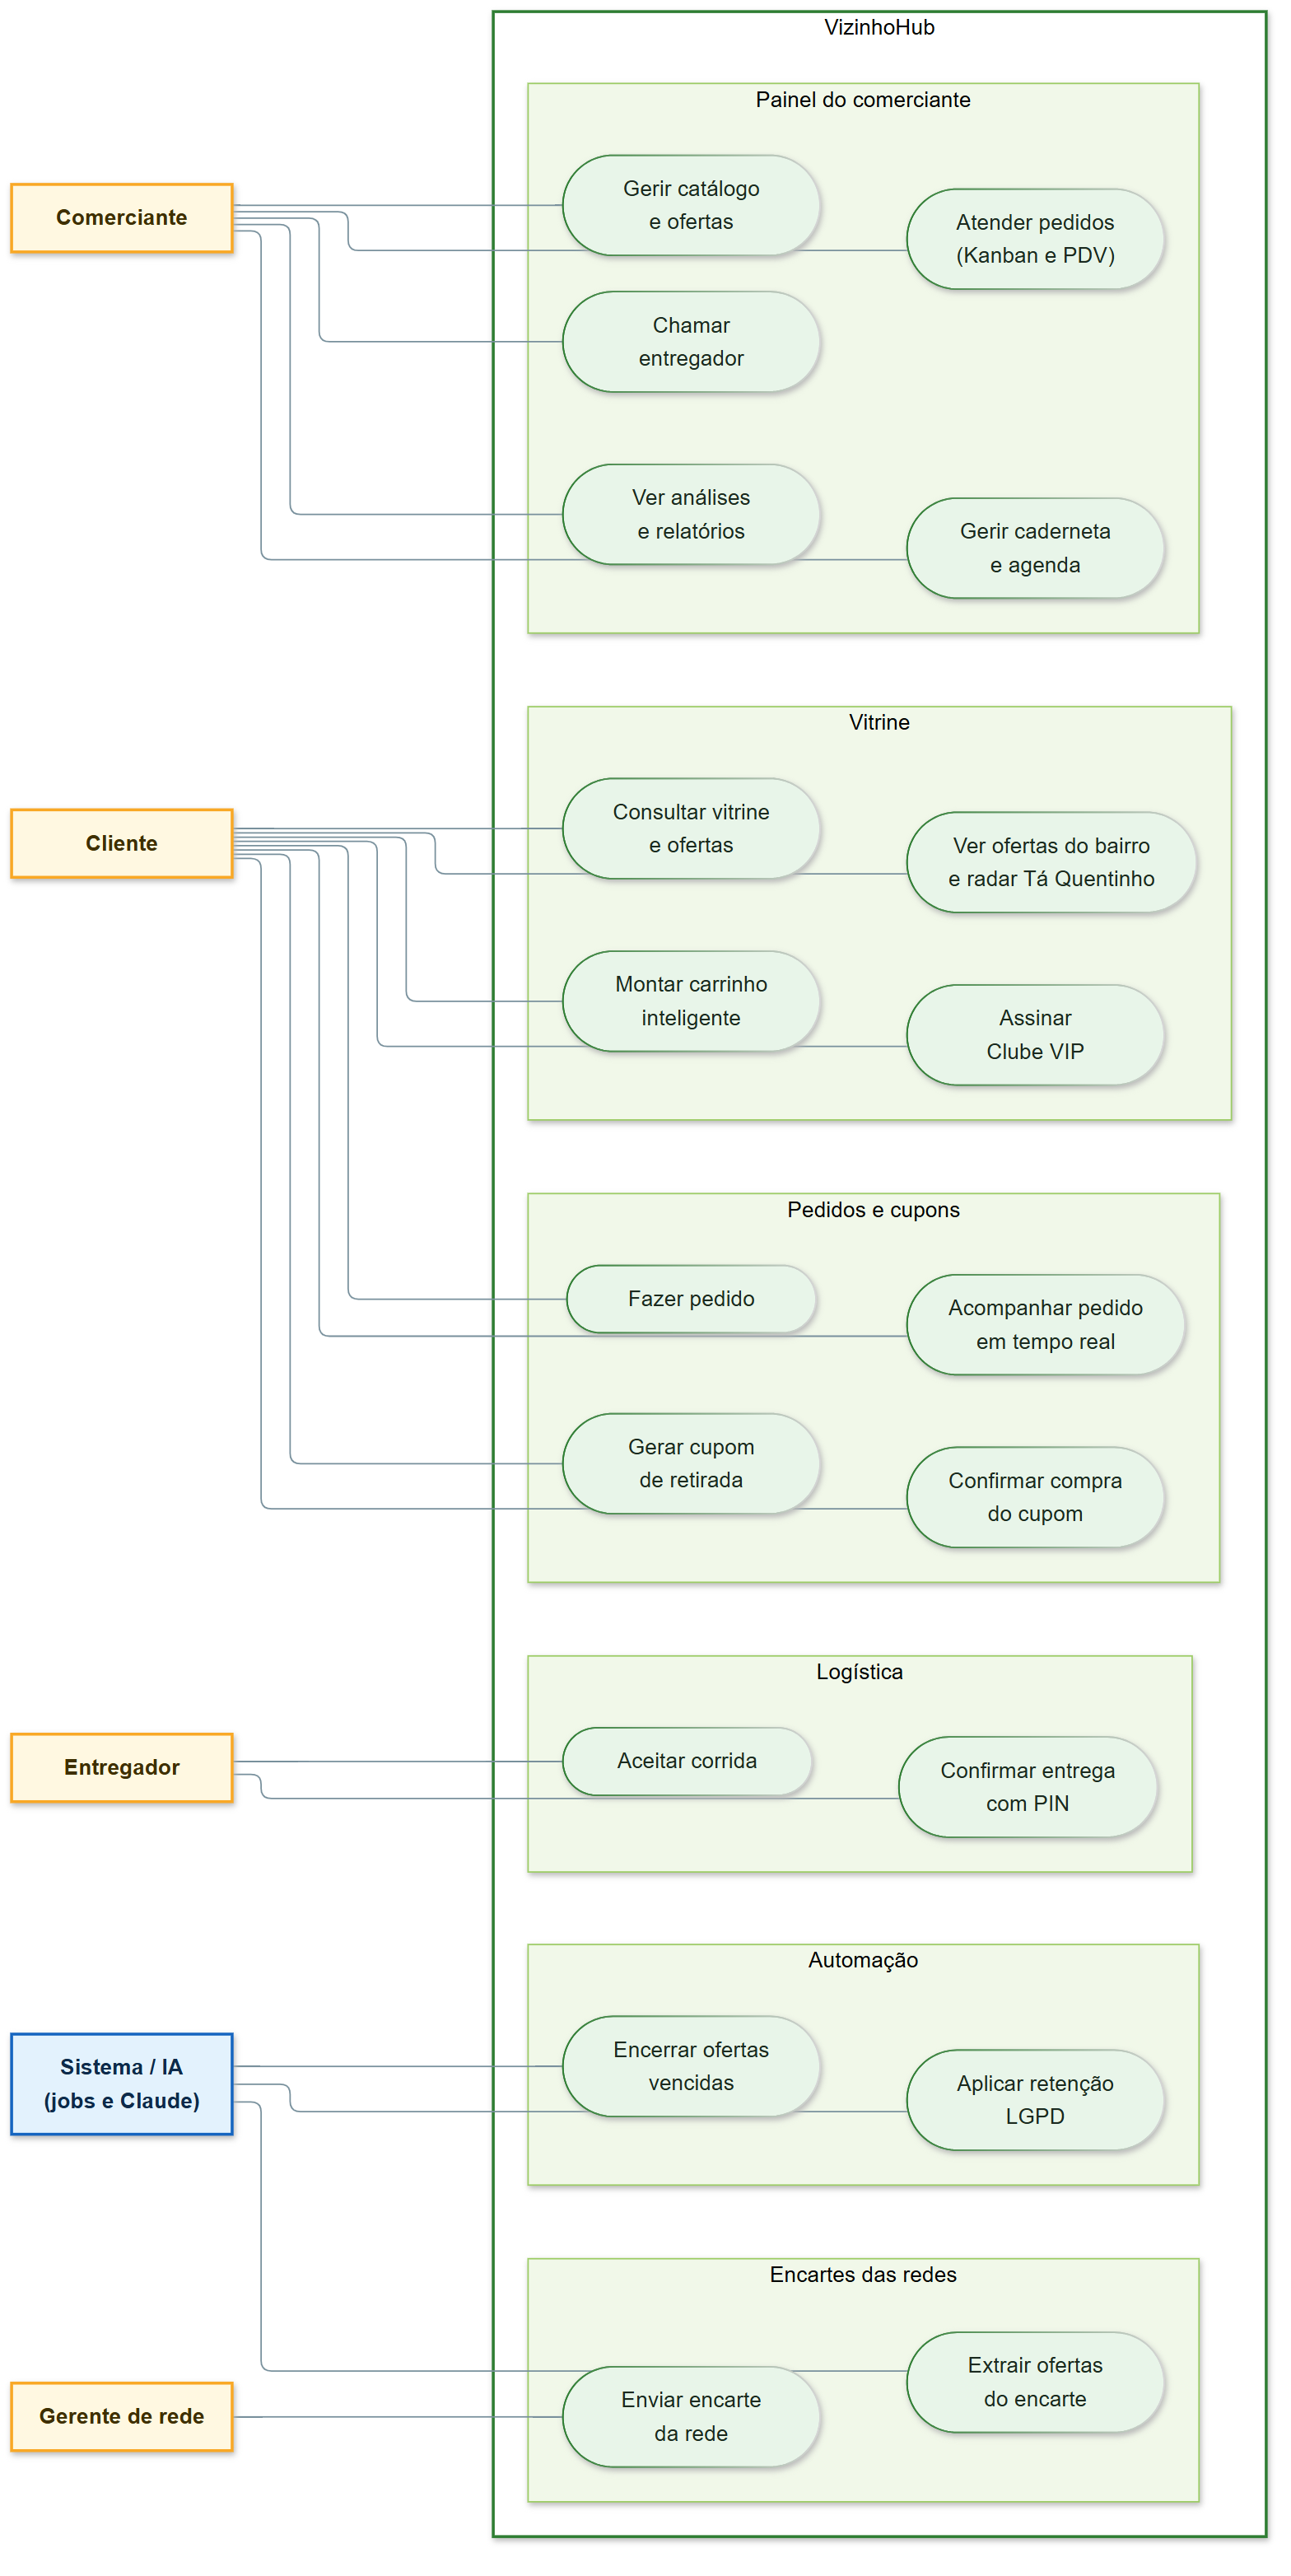 VizinhoHub
Painel do comerciante
Comerciante
Gerir catálogo
e ofertas
Atender pedidos
(Kanban e PDV)
Chamar
entregador
Ver análises
e relatórios
Gerir caderneta
e agenda
Vitrine
Cliente
Consultar vitrine
e ofertas
Ver ofertas do bairro
e radar Tá Quentinho
Montar carrinho
inteligente
Assinar
Clube VIP
Pedidos e cupons
Fazer pedido
Acompanhar pedido
em tempo real
Gerar cupom
de retirada
Confirmar compra
do cupom
Logística
Entregador
Aceitar corrida
Confirmar entrega
com PIN
Automação
Sistema / IA
(jobs e Claude)
Encerrar ofertas
vencidas
Aplicar retenção
LGPD
Encartes das redes
Gerente de rede
Enviar encarte
da rede
Extrair ofertas
do encarte